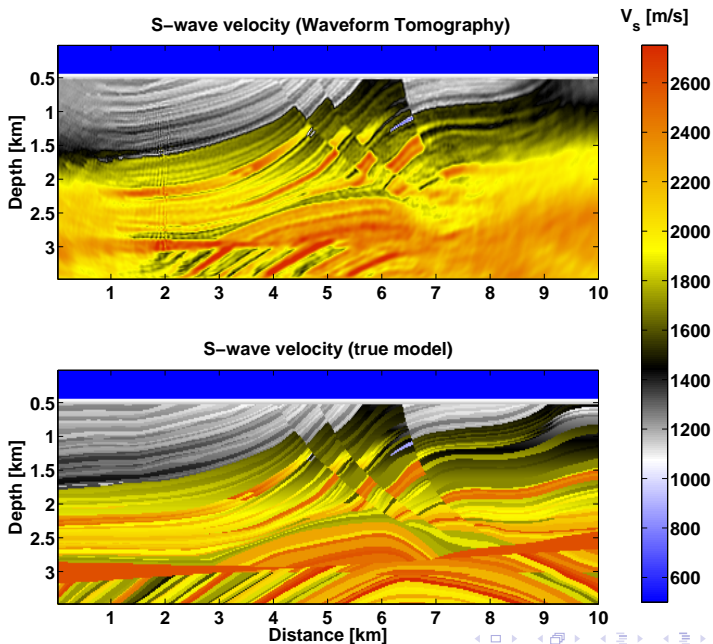 S-wave velocity (Waveform Tomography)
V_s [m/s]
Depth [km]
0.5
1
1.5
2
2.5
3
1 2 3 4 5 6 7 8 9 10
S-wave velocity (true model)
Depth [km]
0.5
1
1.5
2
2.5
3
1 2 3 4 5 6 7 8 9 10
Distance [km]
2600
2400
2200
2000
1800
1600
1400
1200
1000
800
600